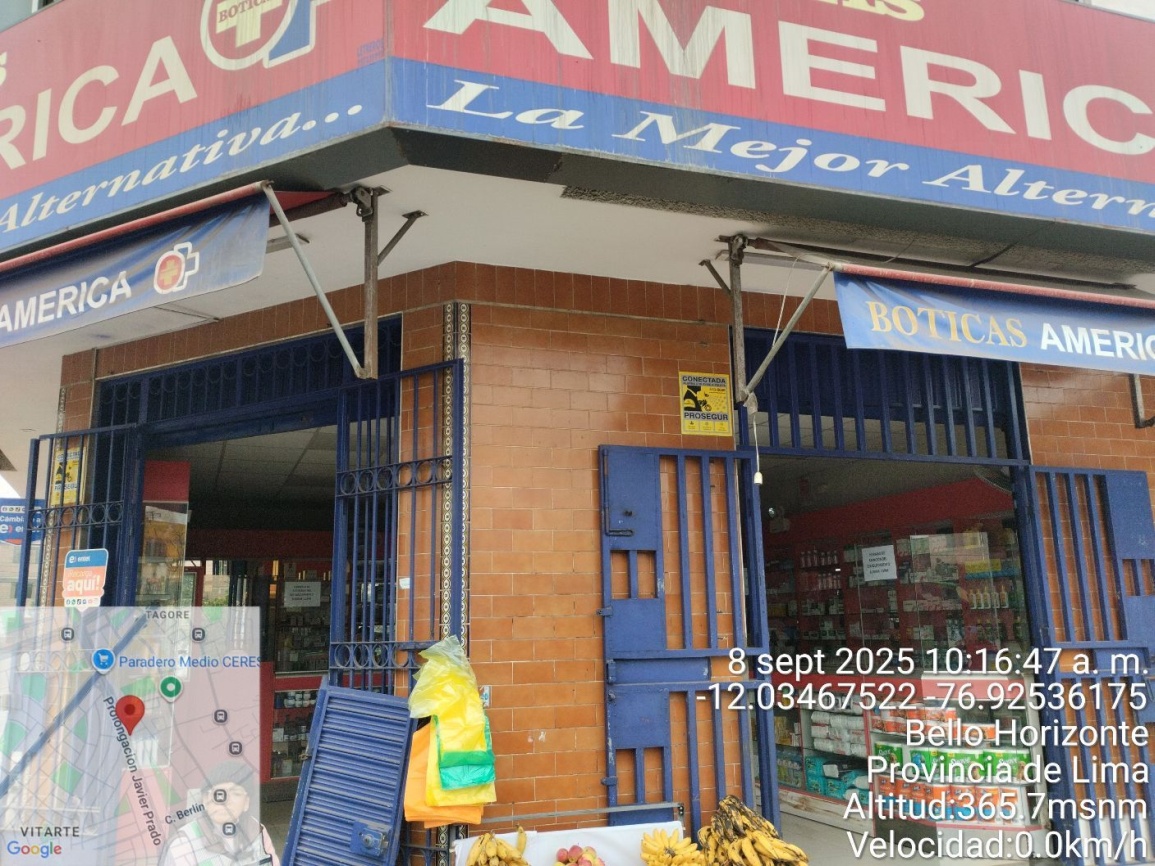 BOTICAS
RICA
AMERIC
Alternativa...
La Mejor Altern
AMERICA
BOTICAS AMERIC
CONECTADA
PROSEGUR
aquí!
TAGORE
Paradero Medio CERES
Prolongacion Javier Prado
C. Berlin
VITARTE
Google
8 sept 2025 10:16:47 a. m.
-12.03467522 -76.92536175
Bello Horizonte
Provincia de Lima
Altitud:365.7msnm
Velocidad:0.0km/h